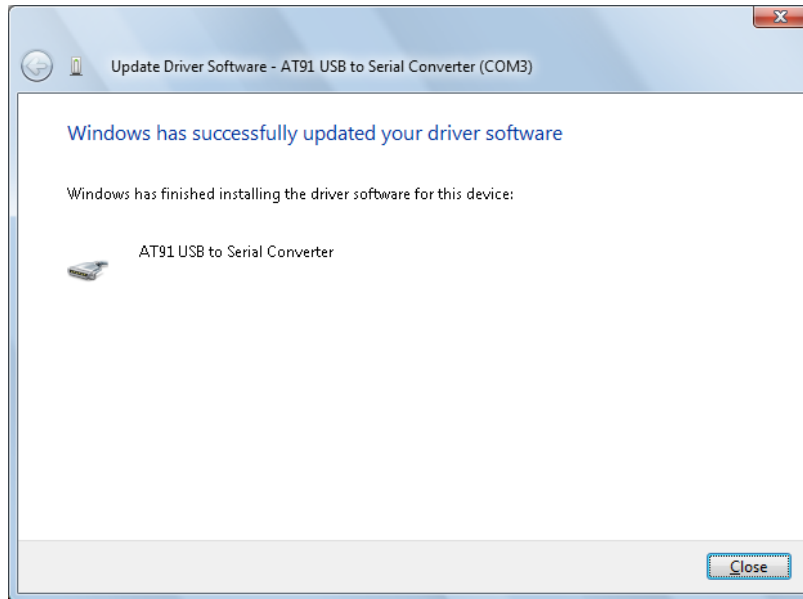 Update Driver Software - AT91 USB to Serial Converter (COM3)
Windows has successfully updated your driver software
Windows has finished installing the driver software for this device:
AT91 USB to Serial Converter
Close